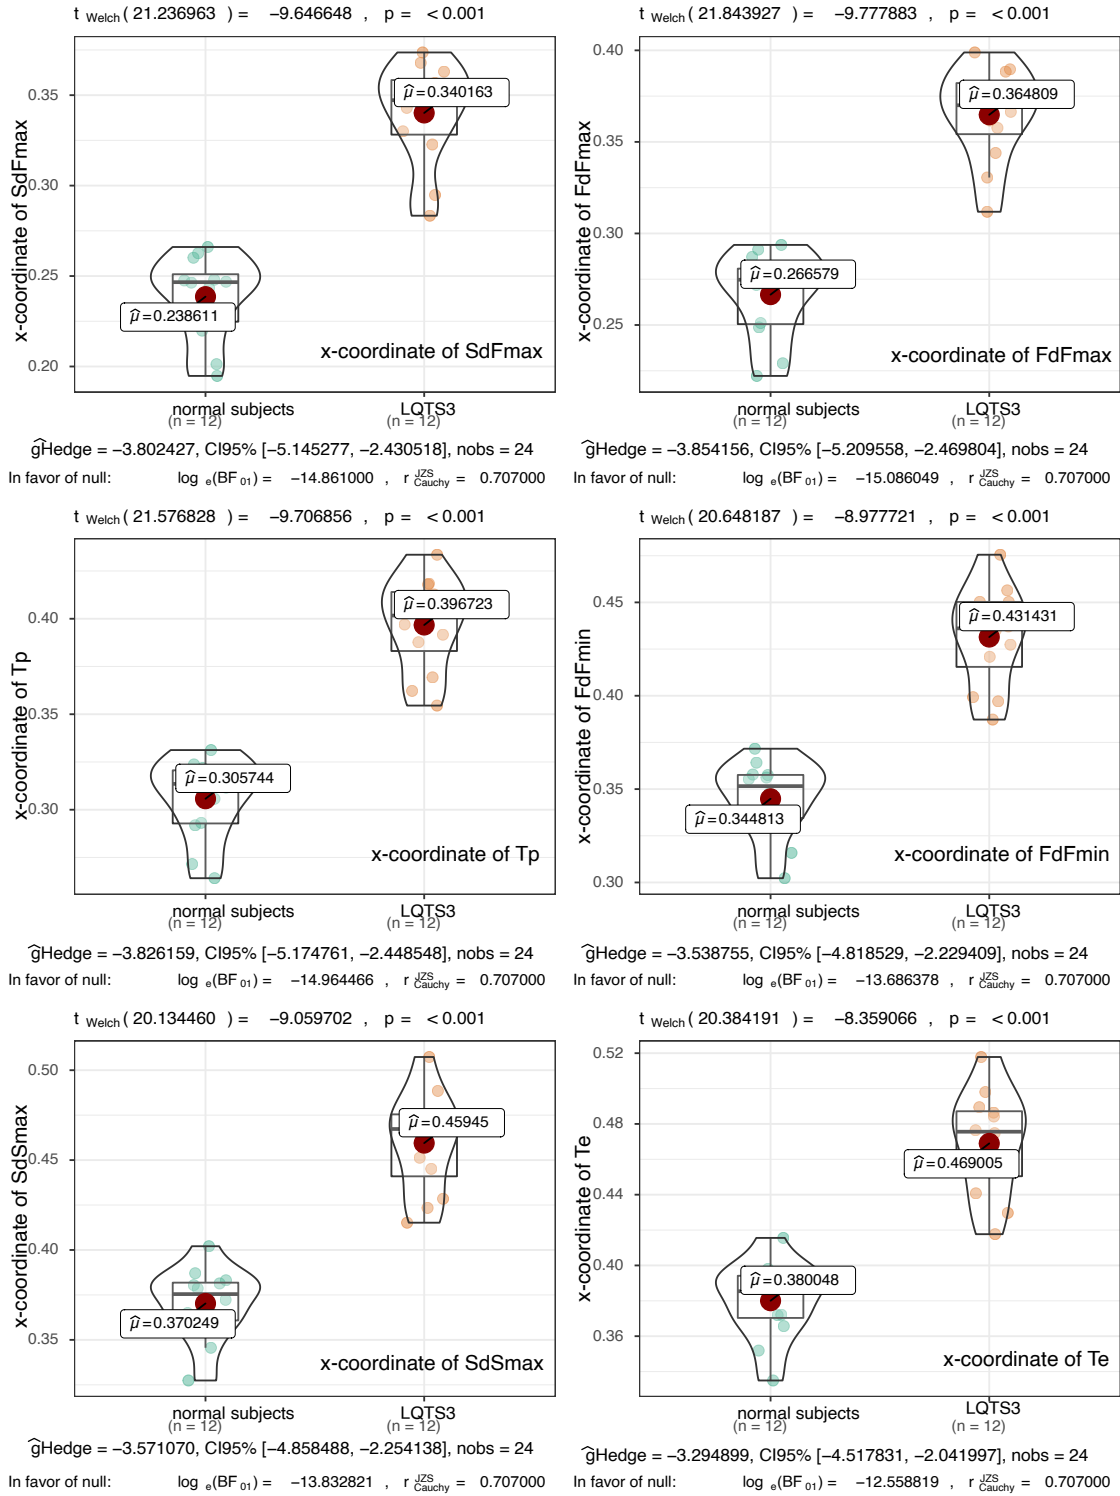 t Welch ( 21.236963 ) = −9.646648 , p = < 0.001
x-coordinate of SdFmax
0.35
0.30
0.25
0.20
μ̂ = 0.340163
μ̂ = 0.238611
x-coordinate of SdFmax
normal subjects LQTS3
(n = 12) (n = 12)
ĝHedge = −3.802427, CI95% [−5.145277, −2.430518], nobs = 24
In favor of null: log e(BF 01) = −14.861000 , r JZS Cauchy = 0.707000
t Welch ( 21.843927 ) = −9.777883 , p = < 0.001
x-coordinate of FdFmax
0.40
0.35
0.30
0.25
μ̂ = 0.364809
μ̂ = 0.266579
x-coordinate of FdFmax
normal subjects LQTS3
(n = 12) (n = 12)
ĝHedge = −3.854156, CI95% [−5.209558, −2.469804], nobs = 24
In favor of null: log e(BF 01) = −15.086049 , r JZS Cauchy = 0.707000
t Welch ( 21.576828 ) = −9.706856 , p = < 0.001
x-coordinate of Tp
0.40
0.35
0.30
μ̂ = 0.396723
μ̂ = 0.305744
x-coordinate of Tp
normal subjects LQTS3
(n = 12) (n = 12)
ĝHedge = −3.826159, CI95% [−5.174761, −2.448548], nobs = 24
In favor of null: log e(BF 01) = −14.964466 , r JZS Cauchy = 0.707000
t Welch ( 20.648187 ) = −8.977721 , p = < 0.001
x-coordinate of FdFmin
0.45
0.40
0.35
0.30
μ̂ = 0.431431
μ̂ = 0.344813
x-coordinate of FdFmin
normal subjects LQTS3
(n = 12) (n = 12)
ĝHedge = −3.538755, CI95% [−4.818529, −2.229409], nobs = 24
In favor of null: log e(BF 01) = −13.686378 , r JZS Cauchy = 0.707000
t Welch ( 20.134460 ) = −9.059702 , p = < 0.001
x-coordinate of SdSmax
0.50
0.45
0.40
0.35
μ̂ = 0.45945
μ̂ = 0.370249
x-coordinate of SdSmax
normal subjects LQTS3
(n = 12) (n = 12)
ĝHedge = −3.571070, CI95% [−4.858488, −2.254138], nobs = 24
In favor of null: log e(BF 01) = −13.832821 , r JZS Cauchy = 0.707000
t Welch ( 20.384191 ) = −8.359066 , p = < 0.001
x-coordinate of Te
0.52
0.48
0.44
0.40
0.36
μ̂ = 0.469005
μ̂ = 0.380048
x-coordinate of Te
normal subjects LQTS3
(n = 12) (n = 12)
ĝHedge = −3.294899, CI95% [−4.517831, −2.041997], nobs = 24
In favor of null: log e(BF 01) = −12.558819 , r JZS Cauchy = 0.707000